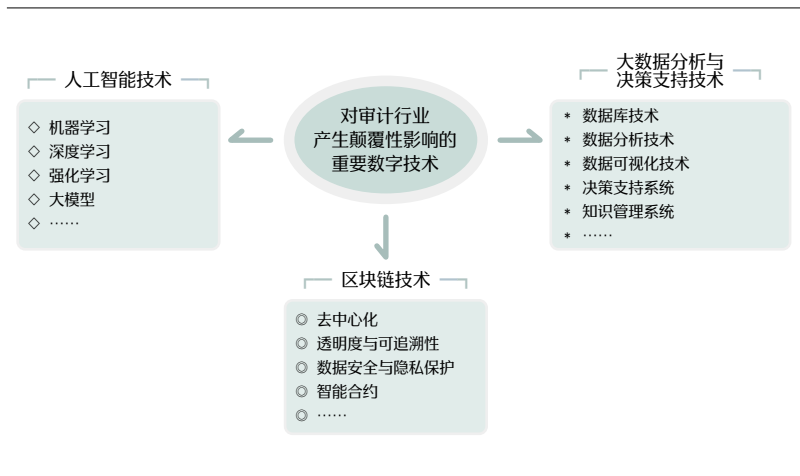 对审计行业
产生颠覆性影响的
重要数字技术
人工智能技术
◇ 机器学习
◇ 深度学习
◇ 强化学习
◇ 大模型
◇ ……
大数据分析与
决策支持技术
* 数据库技术
* 数据分析技术
* 数据可视化技术
* 决策支持系统
* 知识管理系统
* ……
区块链技术
◎ 去中心化
◎ 透明度与可追溯性
◎ 数据安全与隐私保护
◎ 智能合约
◎ ……